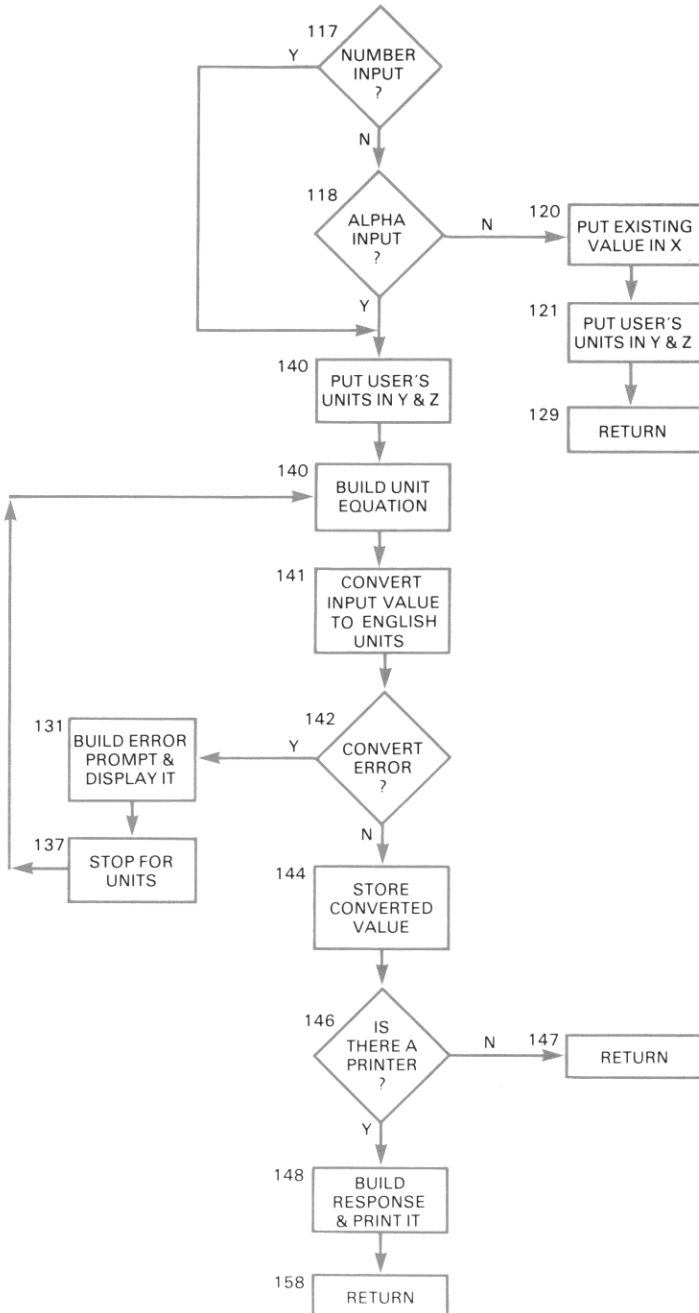 117
Y
NUMBER
INPUT
?
N
118
ALPHA
INPUT
?
N
120
PUT EXISTING
VALUE IN X
121
PUT USER'S
UNITS IN Y & Z
129
RETURN
Y
140
PUT USER'S
UNITS IN Y & Z
140
BUILD UNIT
EQUATION
141
CONVERT
INPUT VALUE
TO ENGLISH
UNITS
142
CONVERT
ERROR
?
Y
131
BUILD ERROR
PROMPT &
DISPLAY IT
137
STOP FOR
UNITS
N
144
STORE
CONVERTED
VALUE
146
IS
THERE A
PRINTER
?
N
147
RETURN
Y
148
BUILD
RESPONSE
& PRINT IT
158
RETURN